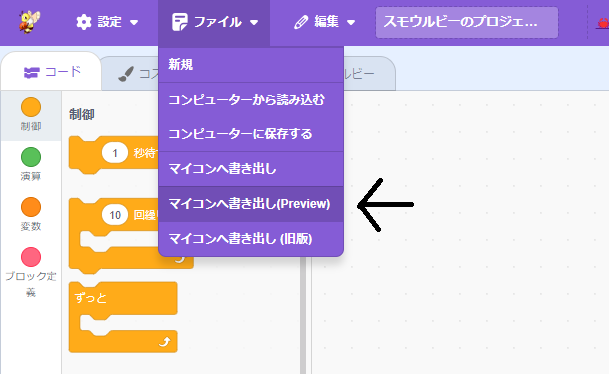 設定 ファイル 編集 スモウルビーのプロジェ...
コード コス ルビー
新規
コンピューターから読み込む
コンピューターに保存する
マイコンへ書き出し
マイコンへ書き出し(Preview)
マイコンへ書き出し (旧版)
制御
演算
変数
ブロック定
義
制御
1 秒待
10 回繰
ずっと